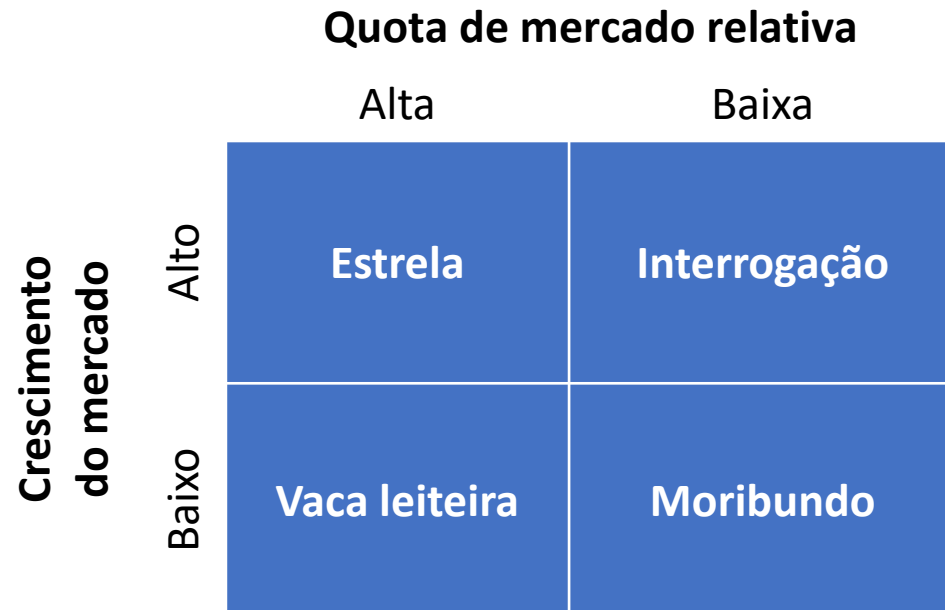 Quota de mercado relativa
Alta
Baixa
Crescimento
do mercado
Alto
Estrela
Interrogação
Baixo
Vaca leiteira
Moribundo